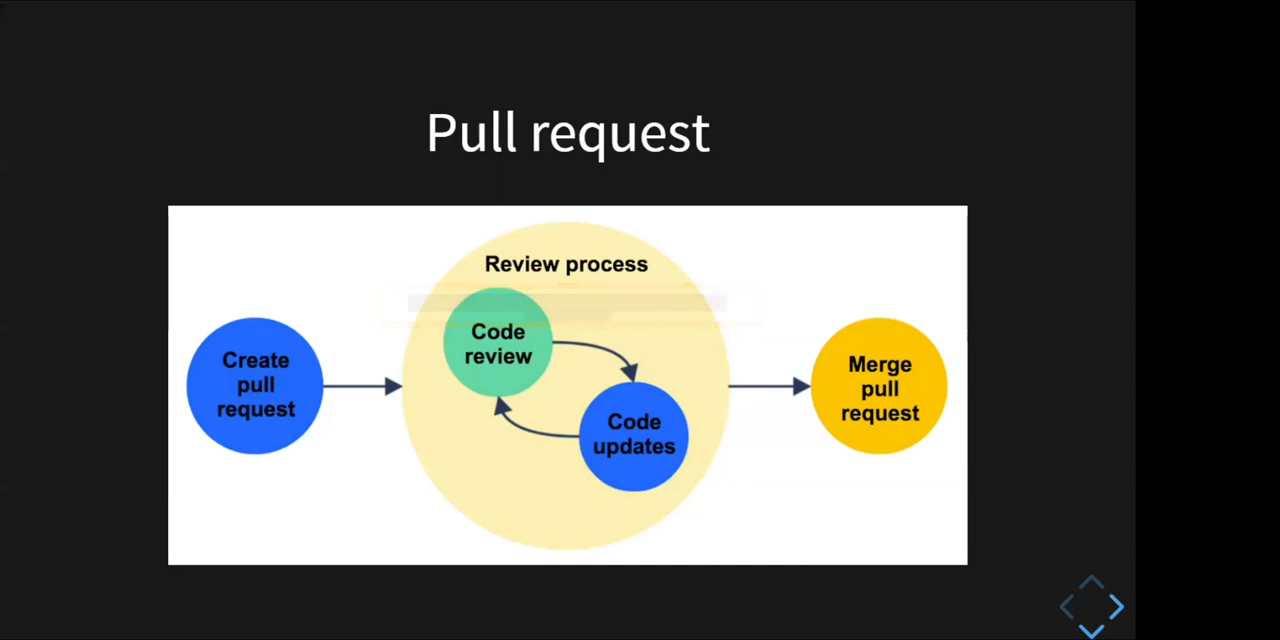 Pull request
Review process
Create
pull
request
Code
review
Code
updates
Merge
pull
request